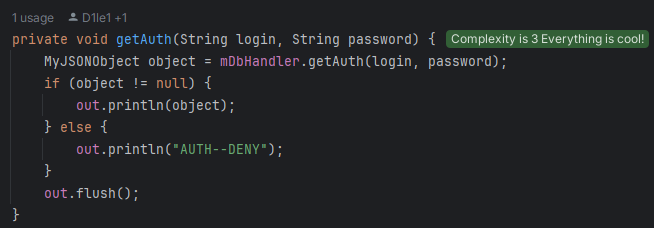 1 usage D1le1 +1
private void getAuth(String login, String password) { Complexity is 3 Everything is cool!
    MyJSONObject object = mDbHandler.getAuth(login, password);
    if (object != null) {
        out.println(object);
    } else {
        out.println("AUTH--DENY");
    }
    out.flush();
}